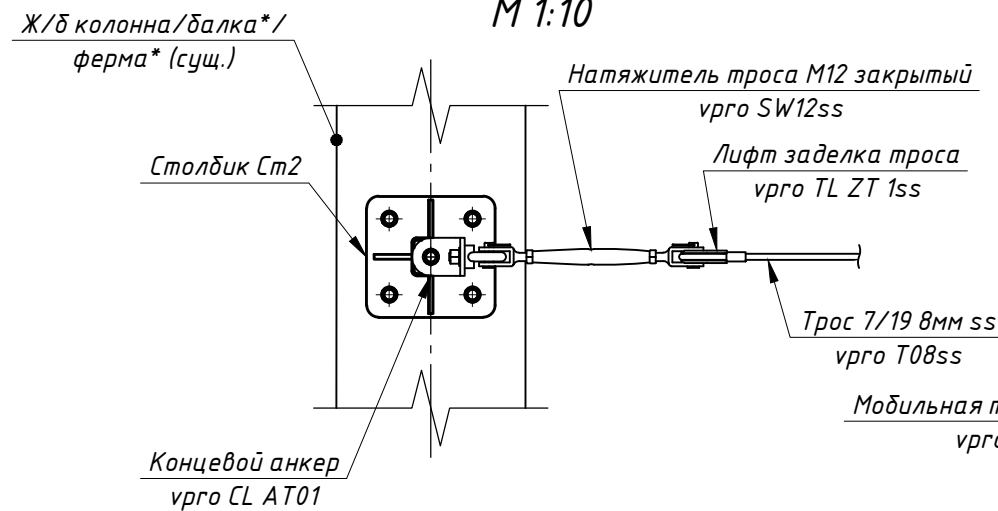 М 1:10
Ж/б колонна/балка*/
ферма* (сущ.)
Натяжитель троса М12 закрытый
vpro SW12ss
Столбик Ст2
Лифт заделка троса
vpro TL ZT 1ss
Трос 7/19 8мм ss
vpro T08ss
Мобильная
Концевой анкер
vpro CL AT01